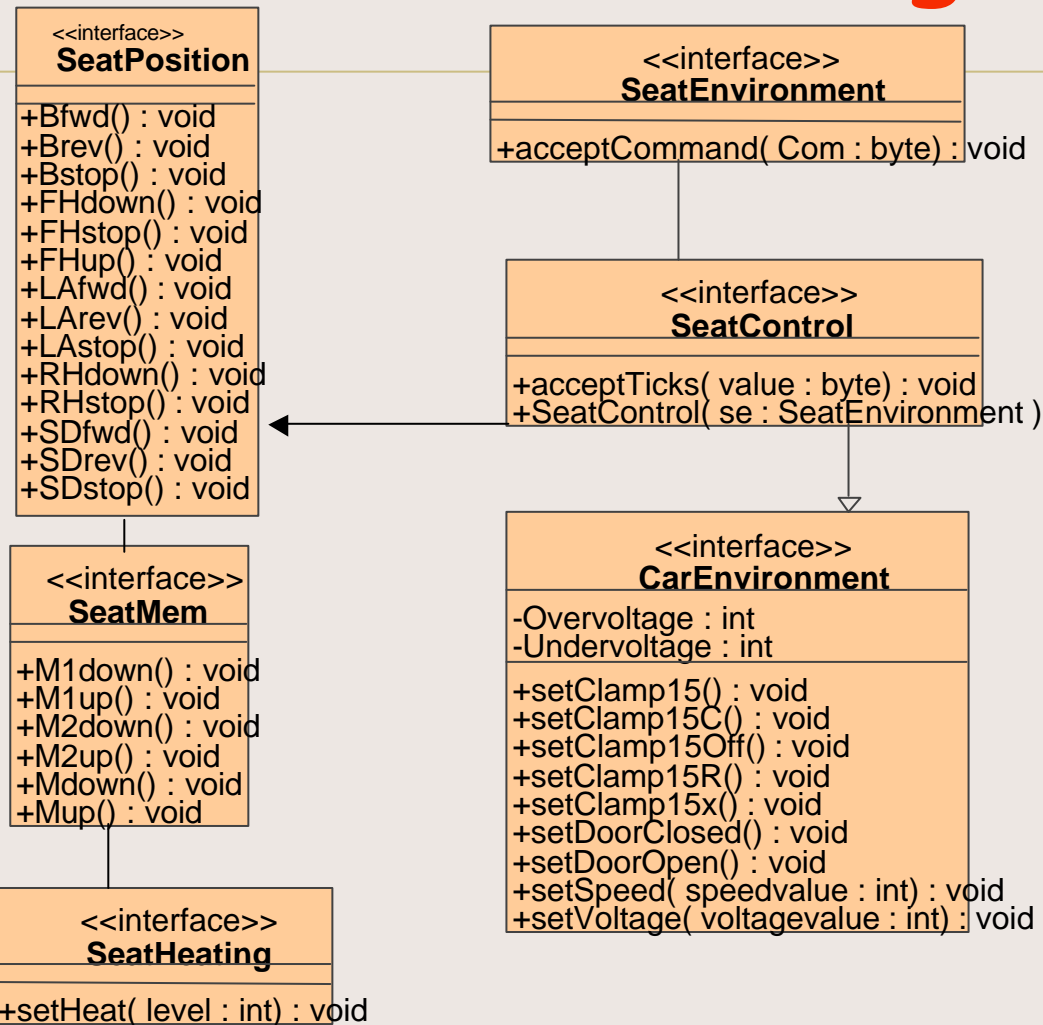 <<interface>>
SeatPosition
+Bfwd() : void
+Brev() : void
+Bstop() : void
+FHdown() : void
+FHstop() : void
+FHup() : void
+LAfwd() : void
+LArev() : void
+LAstop() : void
+RHdown() : void
+RHstop() : void
+SDfwd() : void
+SDrev() : void
+SDstop() : void
<<interface>>
SeatMem
+M1down() : void
+M1up() : void
+M2down() : void
+M2up() : void
+Mdown() : void
+Mup() : void
<<interface>>
SeatHeating
+setHeat( level : int) : void
<<interface>>
SeatEnvironment
+acceptCommand( Com : byte) : void
<<interface>>
SeatControl
+acceptTicks( value : byte) : void
+SeatControl( se : SeatEnvironment )
<<interface>>
CarEnvironment
-Overvoltage : int
-Undervoltage : int
+setClamp15() : void
+setClamp15C() : void
+setClamp15Off() : void
+setClamp15R() : void
+setClamp15x() : void
+setDoorClosed() : void
+setDoorOpen() : void
+setSpeed( speedvalue : int) : void
+setVoltage( voltagevalue : int) : void